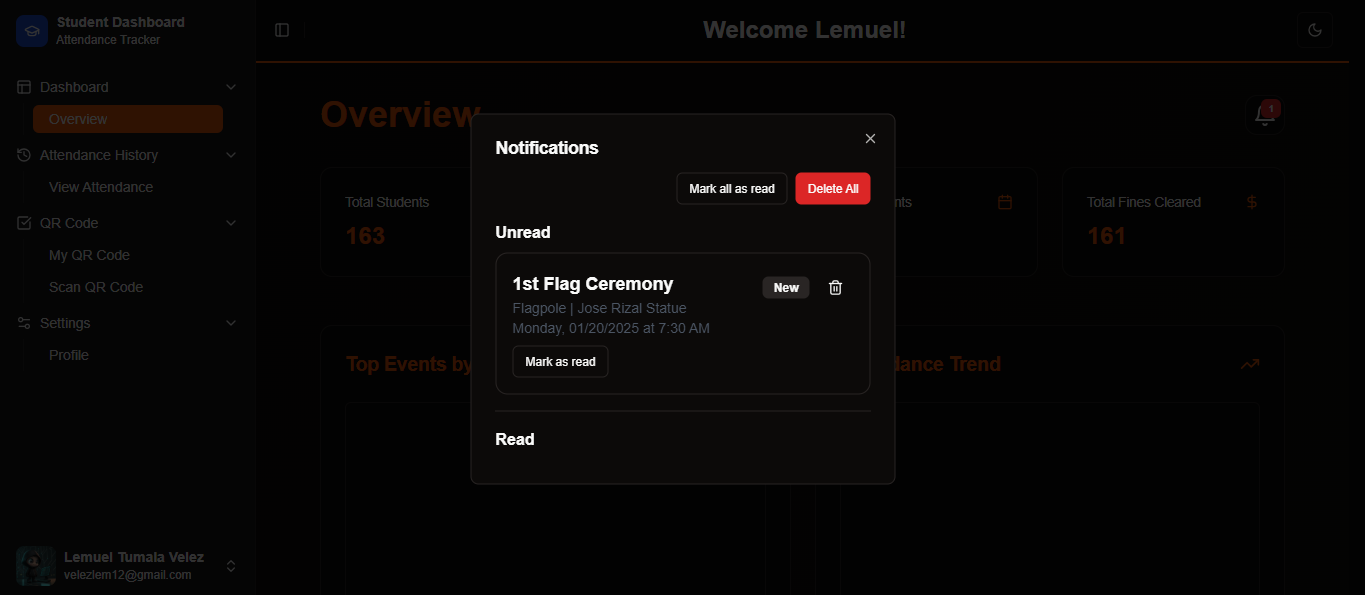 Student Dashboard
Attendance Tracker
Dashboard
Overview
Attendance History
View Attendance
QR Code
My QR Code
Scan QR Code
Settings
Profile
Lemuel Tumala Velez
velezlem12@gmail.com
Welcome Lemuel!
Overview
1
Total Students
163
nts
Total Fines Cleared
161
Top Events by
dance Trend
Notifications
Mark all as read
Delete All
Unread
1st Flag Ceremony
New
Flagpole | Jose Rizal Statue
Monday, 01/20/2025 at 7:30 AM
Mark as read
Read